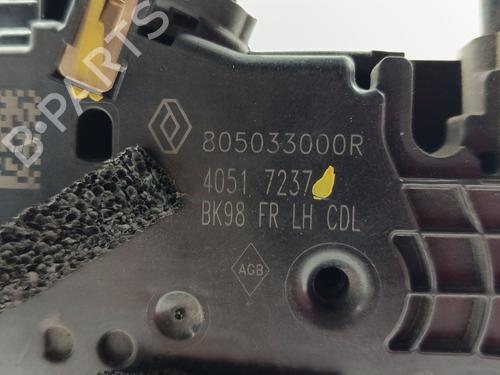 B-PARTS
805033000R
4051 7237
BK98 FR LH CDL
AGB